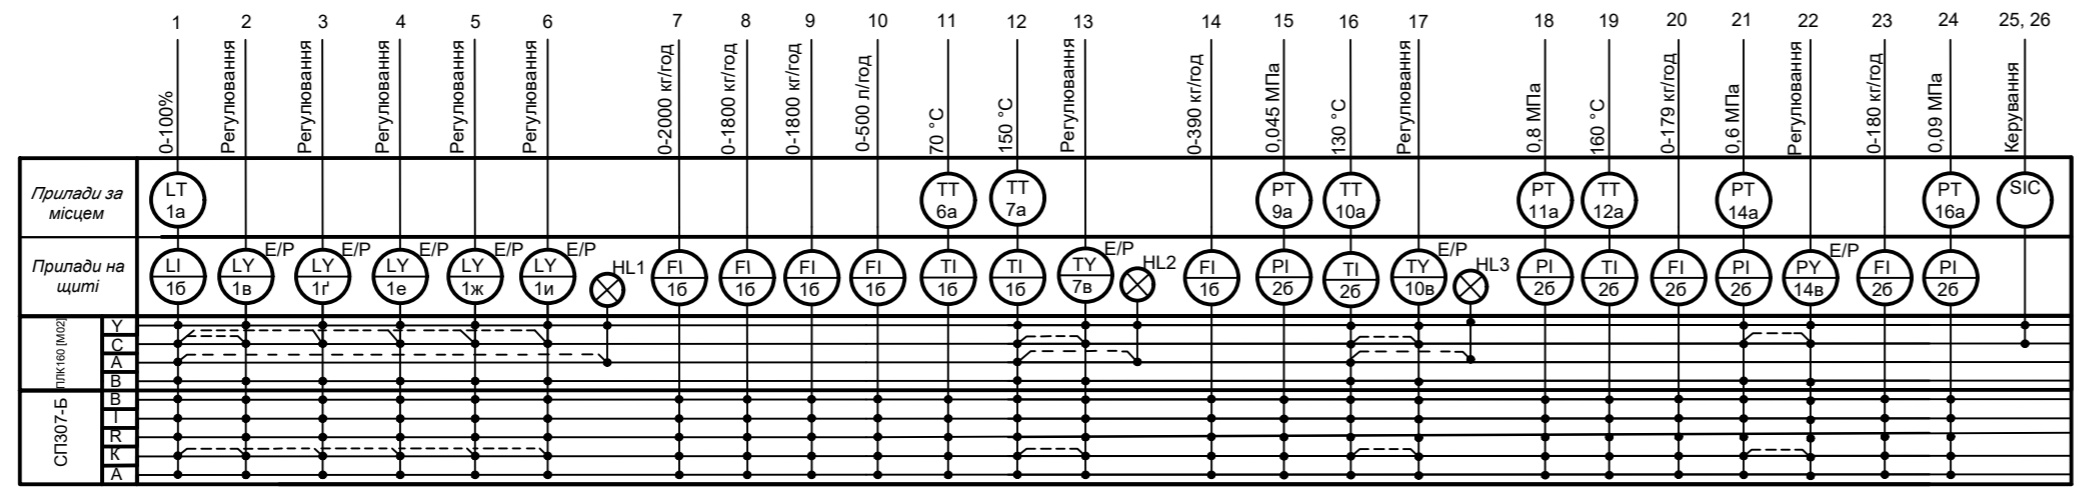 1 2 3 4 5 6 7 8 9 10 11 12 13 14 15 16 17 18 19 20 21 22 23 24 25, 26
0-100%
Регулювання
Регулювання
Регулювання
Регулювання
Регулювання
0-2000 кг/год
0-1800 кг/год
0-1800 кг/год
0-500 л/год
70 °C
150 °C
Регулювання
0-390 кг/год
0,045 МПа
130 °C
Регулювання
0,8 МПа
160 °C
0-179 кг/год
0,6 МПа
Регулювання
0-180 кг/год
0,09 МПа
Керування
Прилади за
місцем
LT
1а
TT
6а
TT
7а
PT
9а
TT
10а
PT
11а
TT
12а
PT
14а
PT
16а
SIC
Прилади на
щиті
LI
1б
LY
1в
E/P
LY
1г
E/P
LY
1е
E/P
LY
1ж
E/P
LY
1и
E/P
HL1
FI
1б
FI
1б
FI
1б
FI
1б
TI
1б
TI
1б
TY
7в
E/P
HL2
FI
1б
PI
2б
TI
2б
TY
10в
E/P
HL3
PI
2б
TI
2б
FI
2б
PI
2б
PY
14в
E/P
FI
2б
PI
2б
ПЛК160 [М02]
Y
C
A
B
СП307-Б
B
I
R
K
A